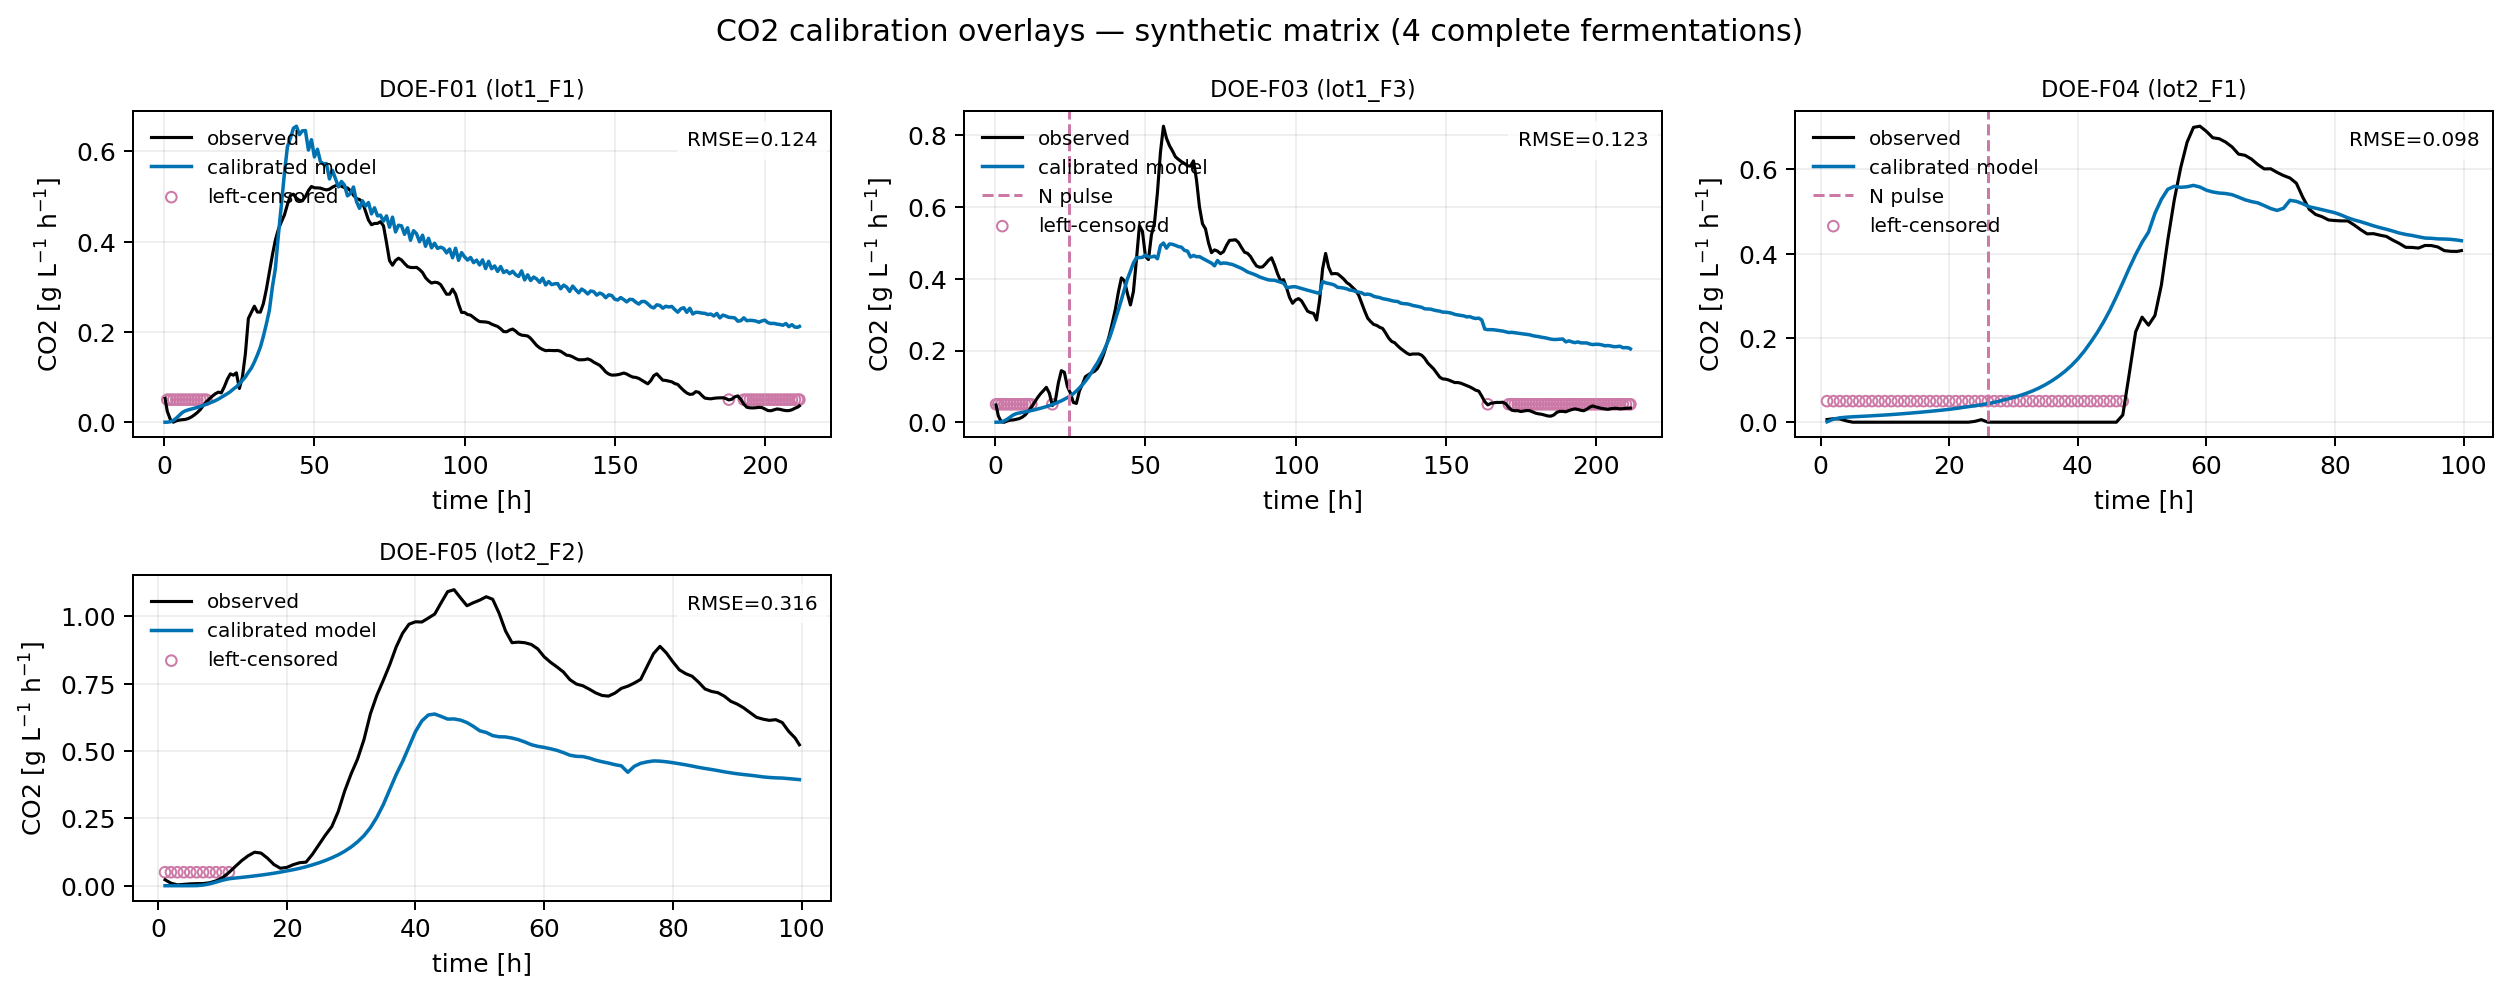 CO2 calibration overlays — synthetic matrix (4 complete fermentations)
DOE-F01 (lot1_F1)
observed
calibrated model
left-censored
RMSE=0.124
0.6
0.4
0.2
0.0
CO2 [g L⁻¹ h⁻¹]
0 50 100 150 200
time [h]
DOE-F03 (lot1_F3)
observed
calibrated model
N pulse
left-censored
RMSE=0.123
0.8
0.6
0.4
0.2
0.0
CO2 [g L⁻¹ h⁻¹]
0 50 100 150 200
time [h]
DOE-F04 (lot2_F1)
observed
calibrated model
N pulse
left-censored
RMSE=0.098
0.6
0.4
0.2
0.0
CO2 [g L⁻¹ h⁻¹]
0 20 40 60 80 100
time [h]
DOE-F05 (lot2_F2)
observed
calibrated model
left-censored
RMSE=0.316
1.00
0.75
0.50
0.25
0.00
CO2 [g L⁻¹ h⁻¹]
0 20 40 60 80 100
time [h]